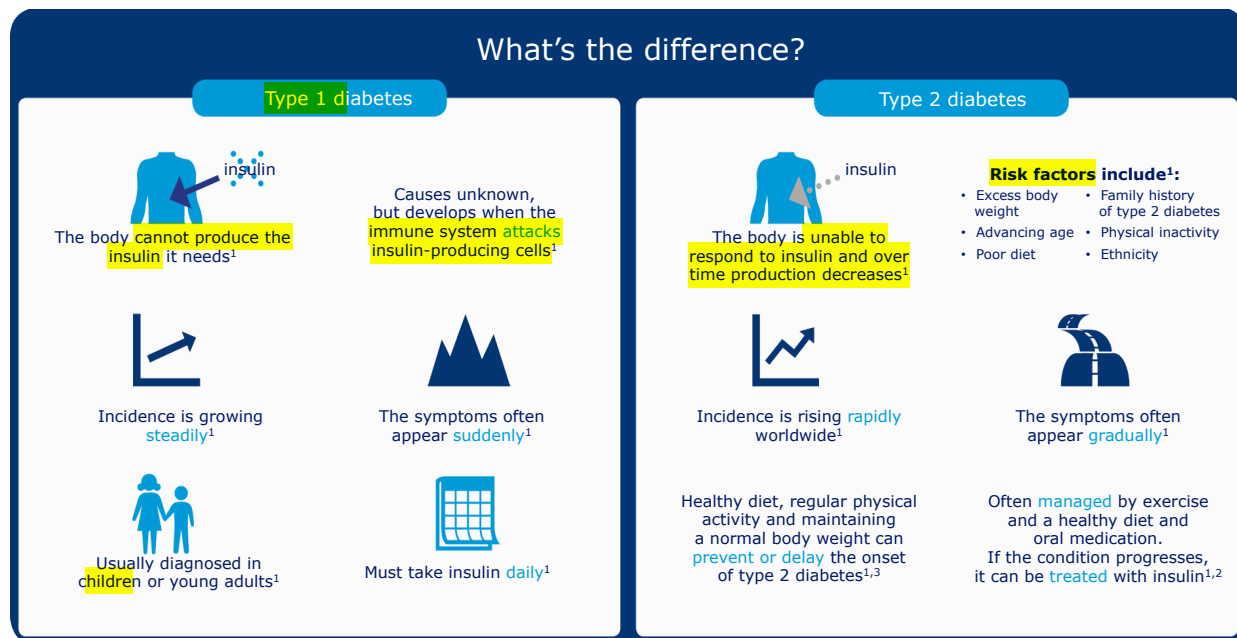 What's the difference?
Type 1 diabetes
insulin
The body cannot produce the
insulin it needs¹
Causes unknown,
but develops when the
immune system attacks
insulin-producing cells¹
Incidence is growing
steadily¹
The symptoms often
appear suddenly¹
Usually diagnosed in
children or young adults¹
Must take insulin daily¹
Type 2 diabetes
insulin
The body is unable to
respond to insulin and over
time production decreases¹
Risk factors include¹:
• Excess body
weight
• Advancing age
• Poor diet
• Family history
of type 2 diabetes
• Physical inactivity
• Ethnicity
Incidence is rising rapidly
worldwide¹
The symptoms often
appear gradually¹
Healthy diet, regular physical
activity and maintaining
a normal body weight can
prevent or delay the onset
of type 2 diabetes¹,³
Often managed by exercise
and a healthy diet and
oral medication.
If the condition progresses,
it can be treated with insulin¹,²